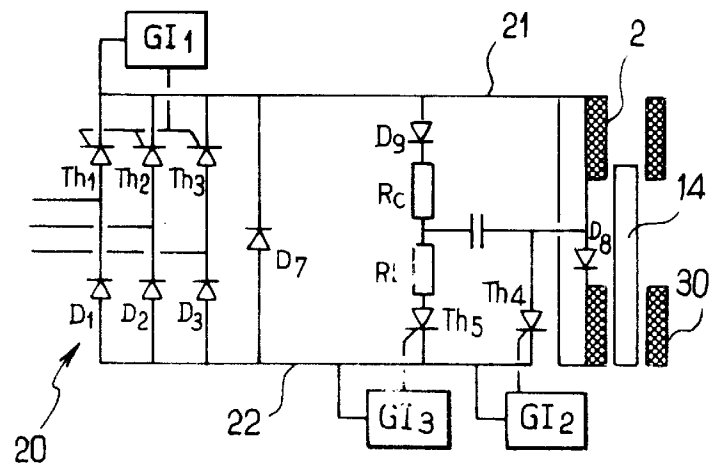 GI1
21
2
D9
Th1 Th2 Th3
Rc
14
D7
D8
Rl
Th4
30
D1 D2 D3
Th5
22
GI3
GI2
20